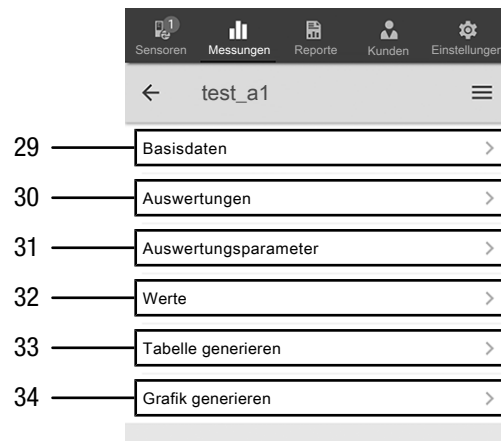 1
Sensoren Messungen Reporte Kunden Einstellungen
test_a1
29 Basisdaten
30 Auswertungen
31 Auswertungsparameter
32 Werte
33 Tabelle generieren
34 Grafik generieren